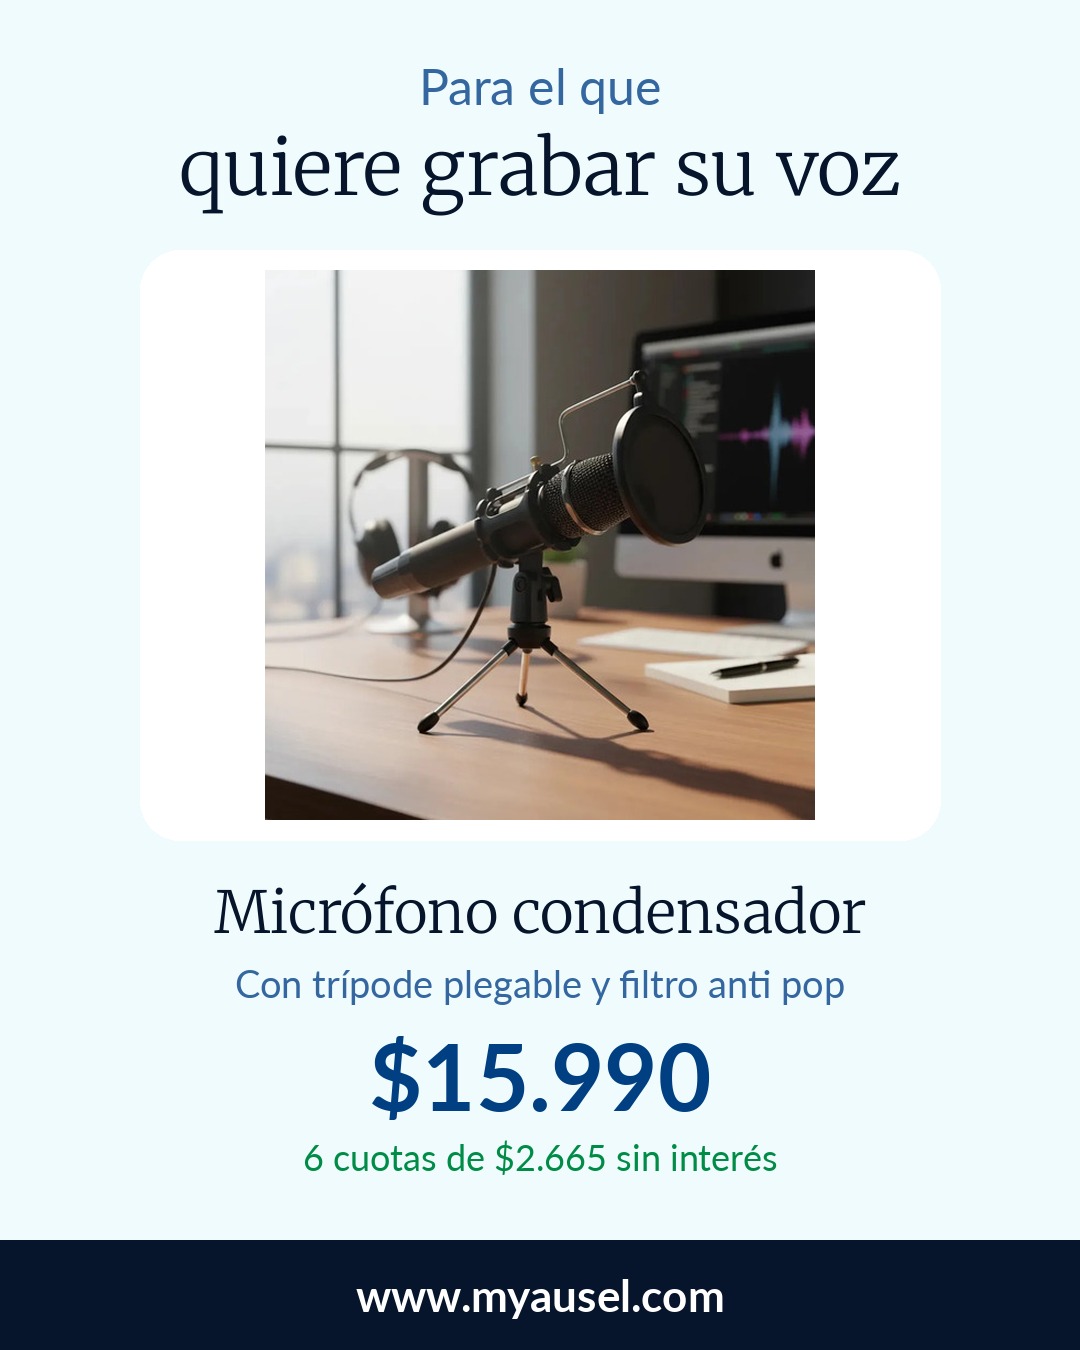 Para el que
quiere grabar su voz
Micrófono condensador
Con trípode plegable y filtro anti pop
$15.990
6 cuotas de $2.665 sin interés
www.myausel.com